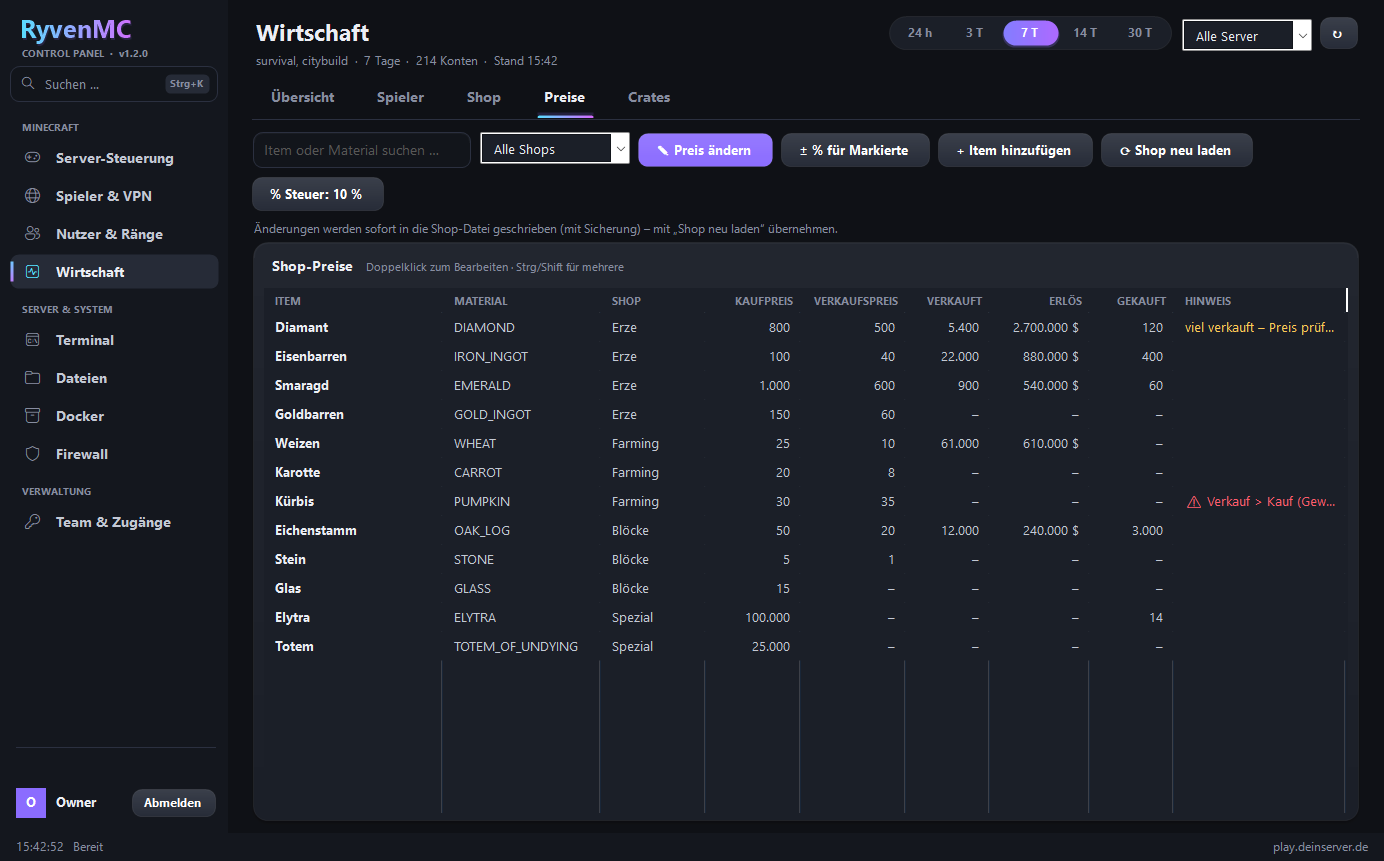 RyvenMC
CONTROL PANEL · v1.2.0
Suchen ... Strg+K
MINECRAFT
Server-Steuerung
Spieler & VPN
Nutzer & Ränge
Wirtschaft
SERVER & SYSTEM
Terminal
Dateien
Docker
Firewall
VERWALTUNG
Team & Zugänge
O Owner Abmelden
15:42:52 Bereit
Wirtschaft
survival, citybuild · 7 Tage · 214 Konten · Stand 15:42
24 h 3 T 7 T 14 T 30 T Alle Server
Übersicht Spieler Shop Preise Crates
Item oder Material suchen ... Alle Shops Preis ändern ± % für Markierte + Item hinzufügen ⟳ Shop neu laden
% Steuer: 10 %
Änderungen werden sofort in die Shop-Datei geschrieben (mit Sicherung) – mit „Shop neu laden“ übernehmen.
Shop-Preise Doppelklick zum Bearbeiten · Strg/Shift für mehrere
ITEM MATERIAL SHOP KAUFPREIS VERKAUFSPREIS VERKAUFT ERLÖS GEKAUFT HINWEIS
Diamant DIAMOND Erze 800 500 5.400 2.700.000 $ 120 viel verkauft – Preis prüf...
Eisenbarren IRON_INGOT Erze 100 40 22.000 880.000 $ 400
Smaragd EMERALD Erze 1.000 600 900 540.000 $ 60
Goldbarren GOLD_INGOT Erze 150 60 – – –
Weizen WHEAT Farming 25 10 61.000 610.000 $ –
Karotte CARROT Farming 20 8 – – –
Kürbis PUMPKIN Farming 30 35 – – – ⚠ Verkauf > Kauf (Gew...
Eichenstamm OAK_LOG Blöcke 50 20 12.000 240.000 $ 3.000
Stein STONE Blöcke 5 1 – – –
Glas GLASS Blöcke 15 – – – –
Elytra ELYTRA Spezial 100.000 – – – 14
Totem TOTEM_OF_UNDYING Spezial 25.000 – – – –
play.deinserver.de